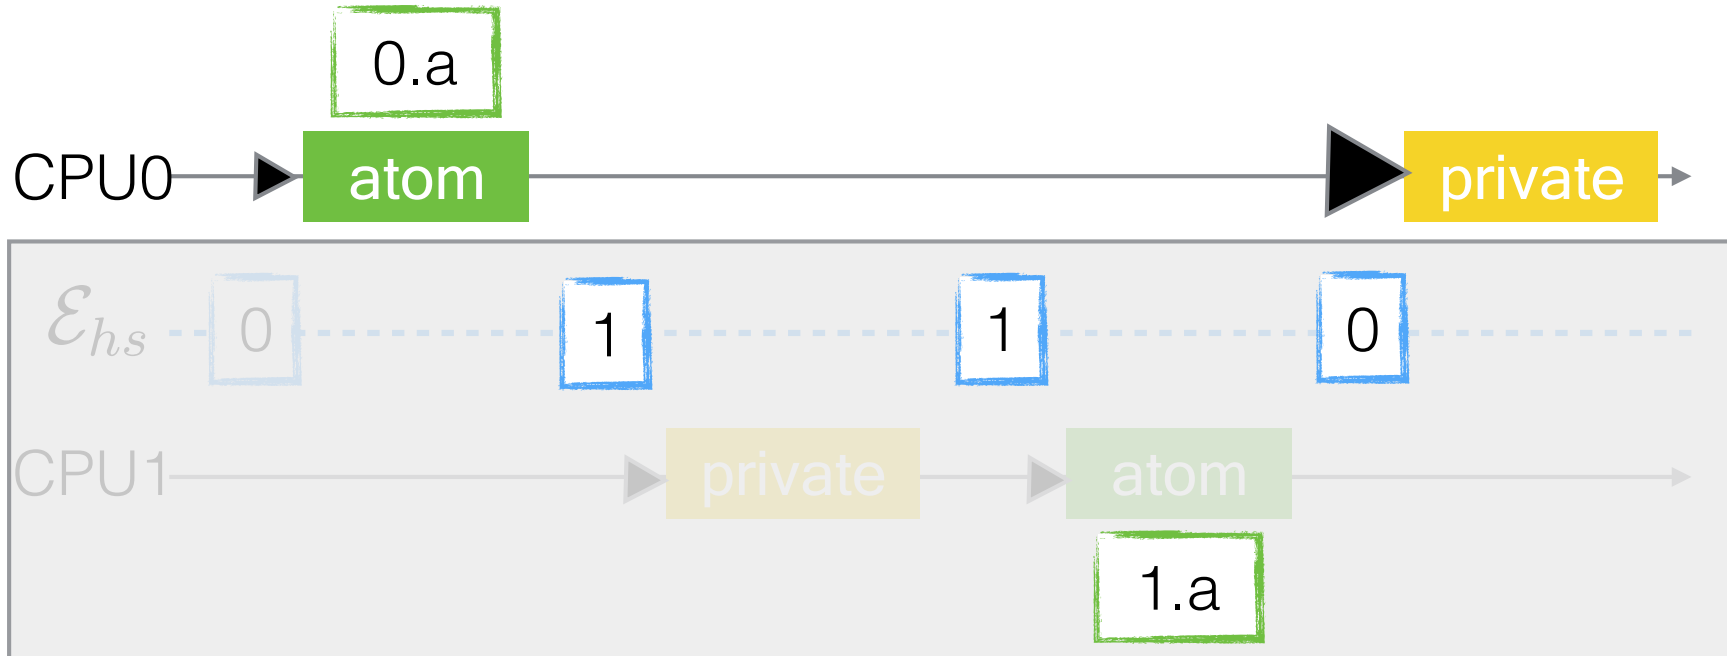 0.a
CPU0 atom private
ℰhs 0 1 1 0
CPU1 private atom
1.a